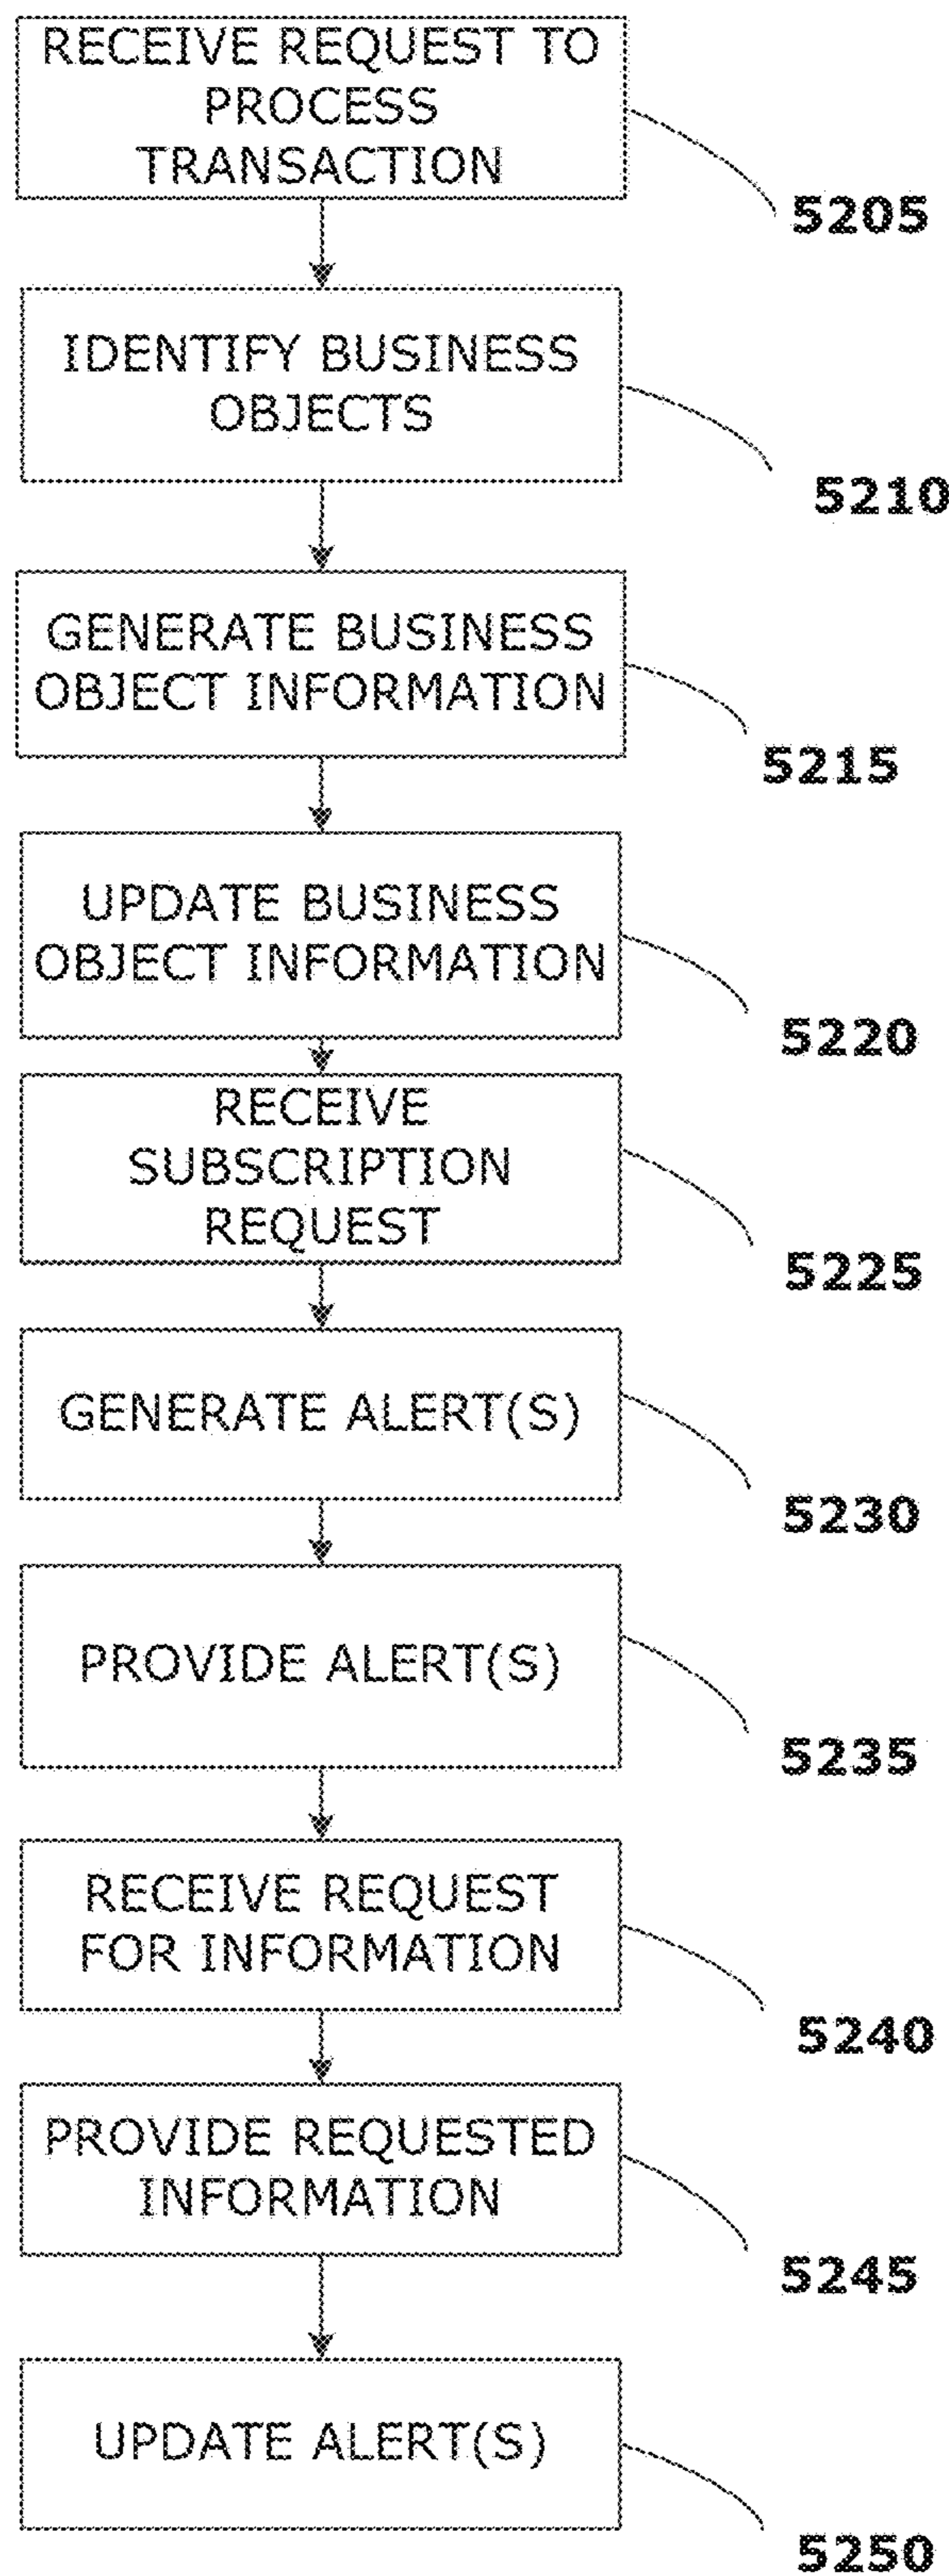 RECEIVE REQUEST TO
PROCESS
TRANSACTION
5205
IDENTIFY BUSINESS
OBJECTS
5210
GENERATE BUSINESS
OBJECT INFORMATION
5215
UPDATE BUSINESS
OBJECT INFORMATION
5220
RECEIVE
SUBSCRIPTION
REQUEST
5225
GENERATE ALERT(S)
5230
PROVIDE ALERT(S)
5235
RECEIVE REQUEST
FOR INFORMATION
5240
PROVIDE REQUESTED
INFORMATION
5245
UPDATE ALERT(S)
5250